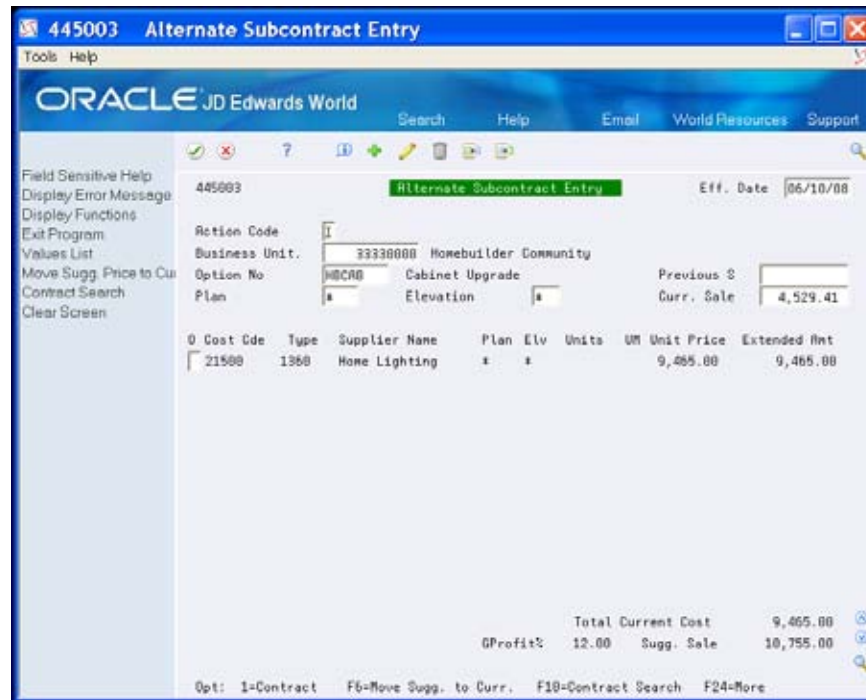 445003 Alternate Subcontract Entry
Tools Help
ORACLE JD Edwards World
Search Help Email World Resources Support
Field Sensitive Help
Display Error Message
Display Functions
Exit Program
Values List
Move Sugg. Price to Cu
Contract Search
Clear Screen
445003 Alternate Subcontract Entry Eff. Date 06/10/08
Action Code I
Business Unit. 33330000 Homebuilder Community
Option No Cabinet Upgrade Previous $
Plan * Elevation * Curr. Sale 4,529.41
O Cost Cde Type Supplier Name Plan Elv Units UM Unit Price Extended Amt
21500 1360 Home Lighting * * 9,465.00 9,465.00
Total Current Cost 9,465.00
GProfit% 12.00 Sugg. Sale 10,755.00
Opt: 1=Contract F6=Move Sugg. to Curr. F10=Contract Search F24=More